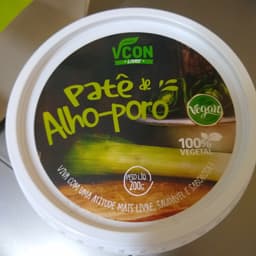 VCON
LIVRE
Patê de
Alho-poró
Vegan
100%
VEGETAL
PESO LÍQ.
200g
VIVA COM UMA ATITUDE MAIS LIVRE, SAUDÁVEL E SABOROSA